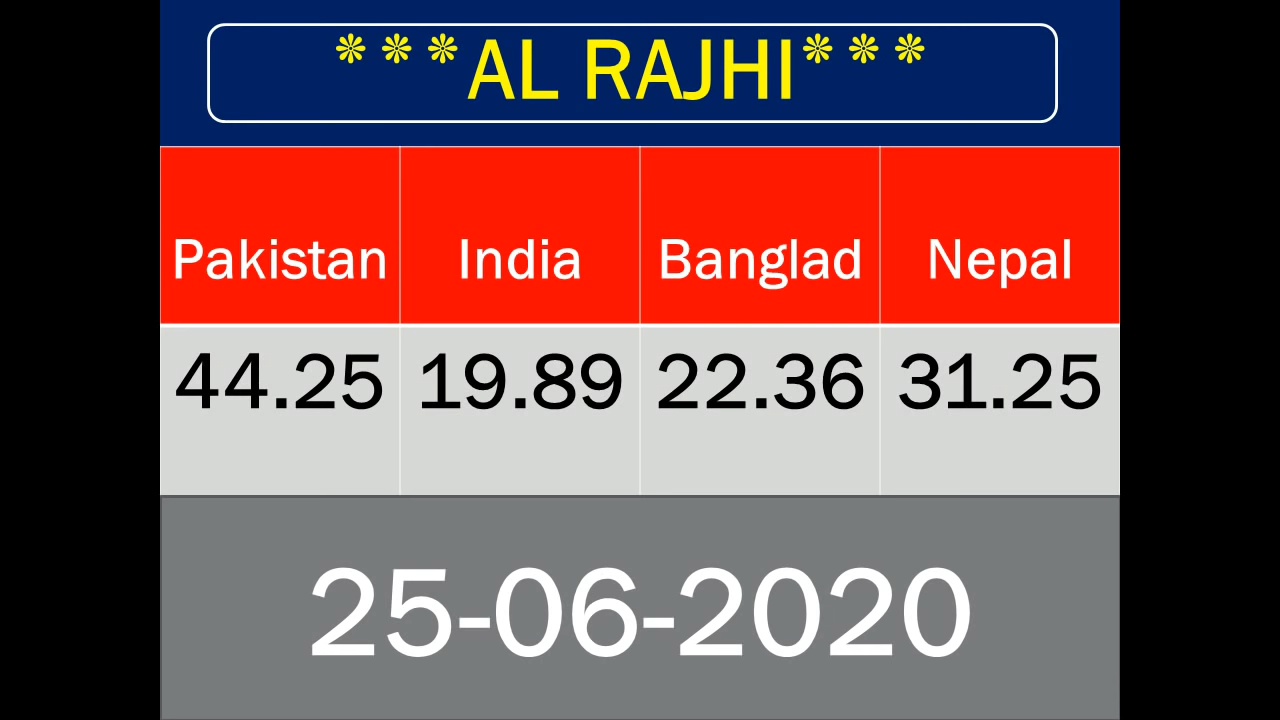 ***AL RAJHI***
Pakistan India Banglad Nepal
44.25 19.89 22.36 31.25
25-06-2020